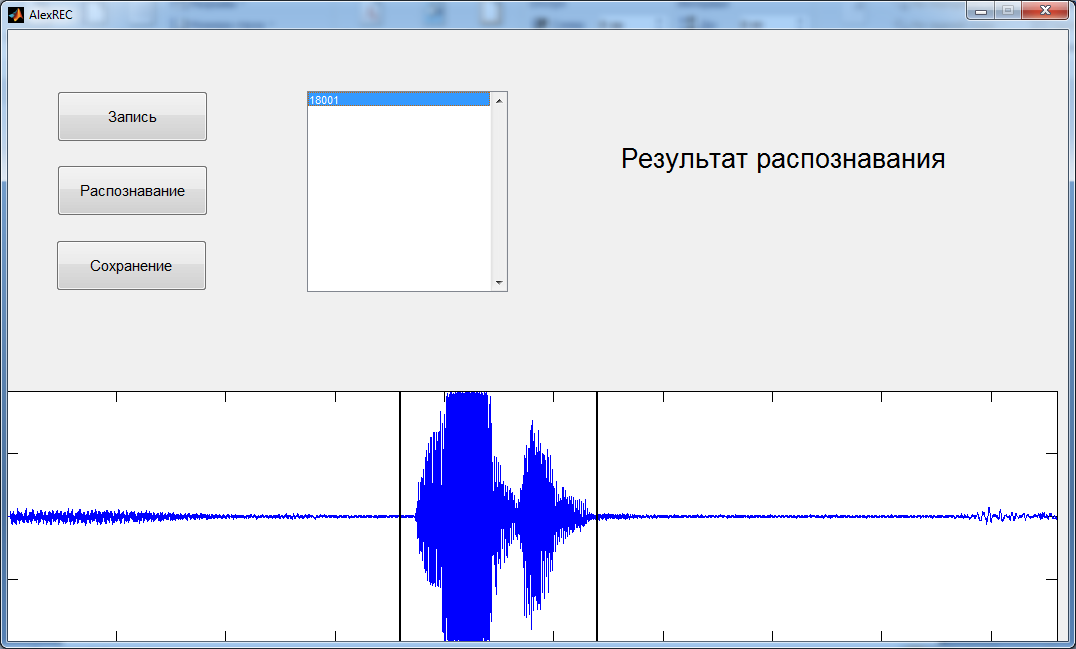 AlexREC
Запись
18001
Результат распознавания
Распознавание
Сохранение